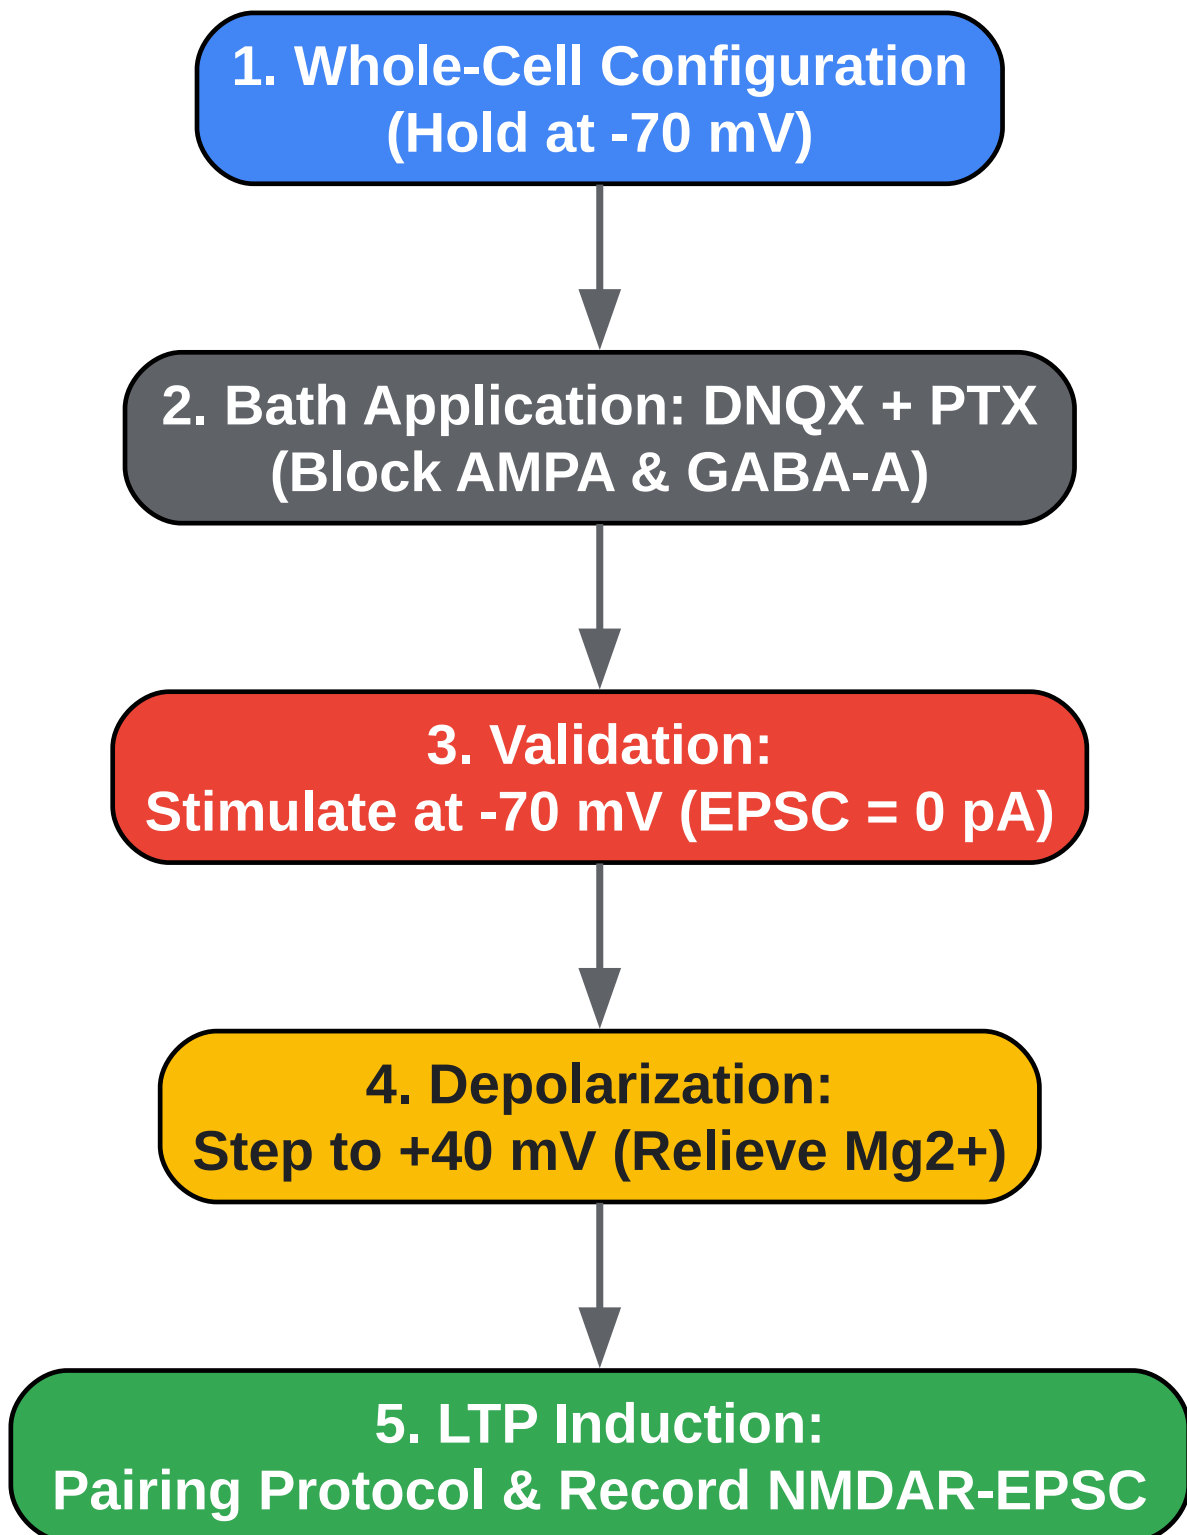 1. Whole-Cell Configuration
(Hold at -70 mV)
2. Bath Application: DNQX + PTX
(Block AMPA & GABA-A)
3. Validation:
Stimulate at -70 mV (EPSC = 0 pA)
4. Depolarization:
Step to +40 mV (Relieve Mg2+)
5. LTP Induction:
Pairing Protocol & Record NMDAR-EPSC